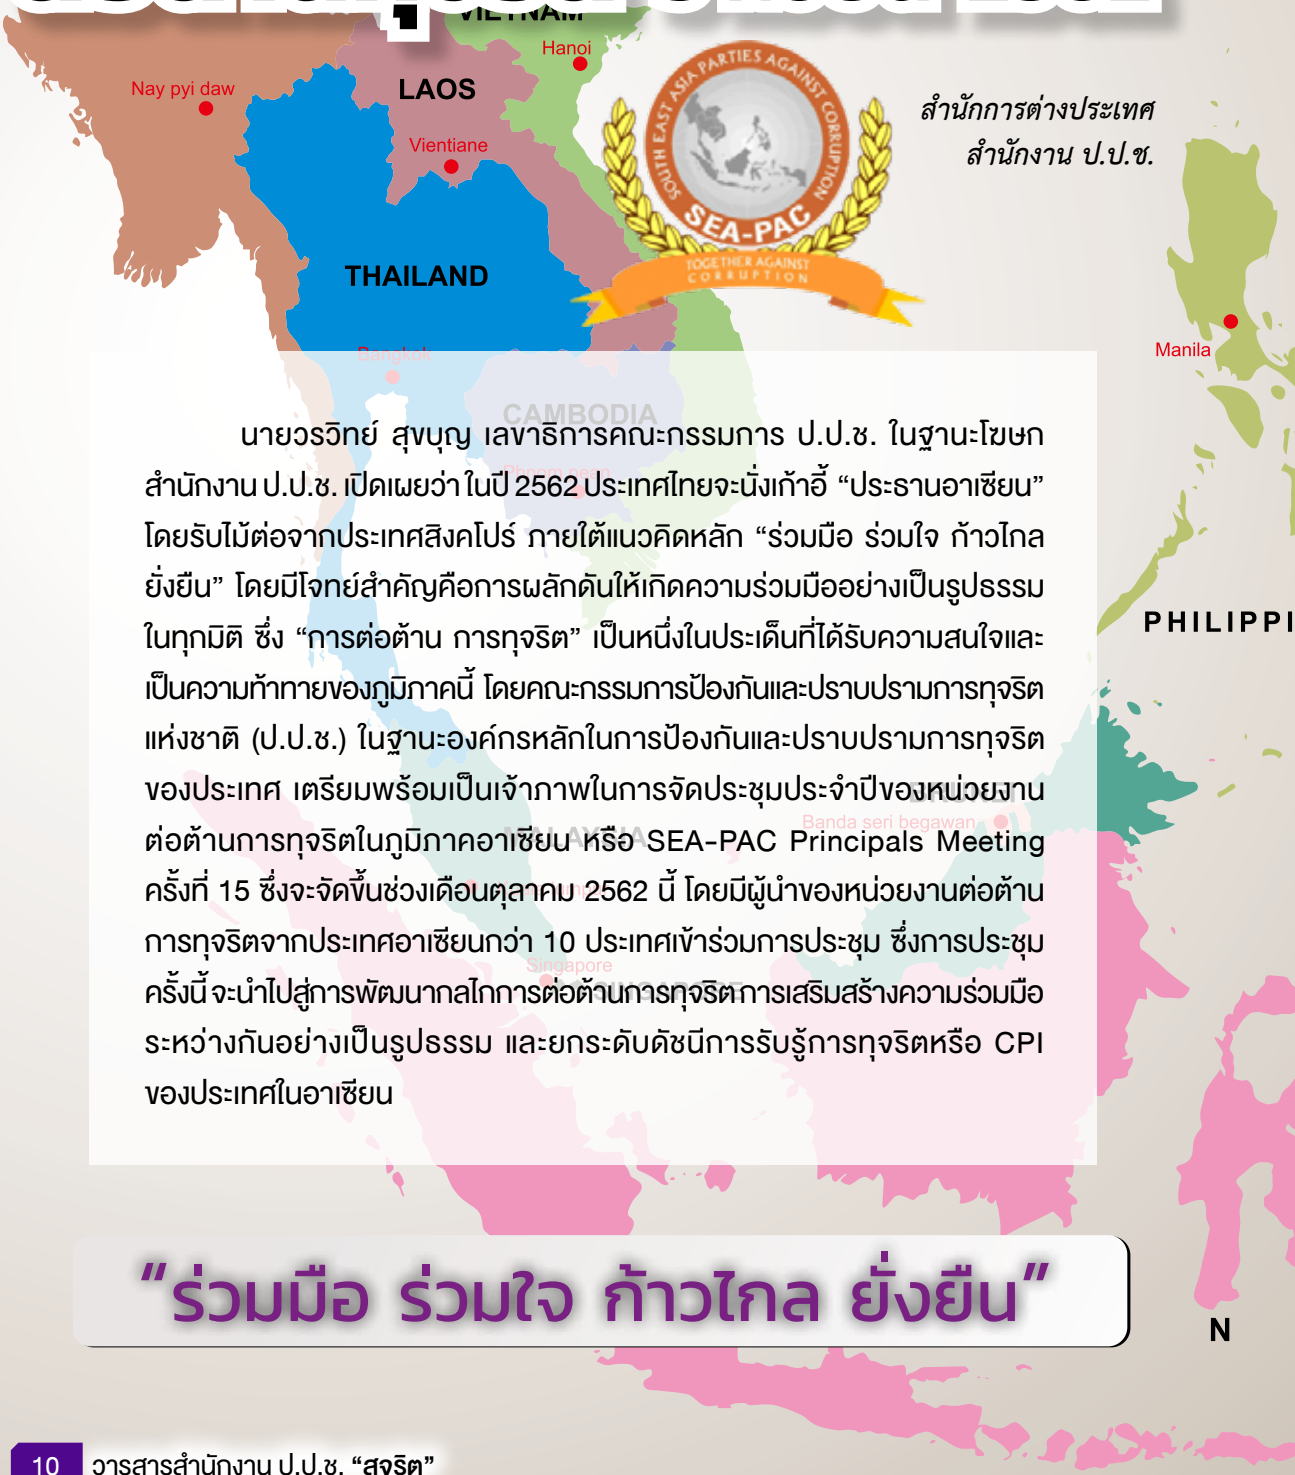 VIETNAM
Hanoi
Nay pyi daw
LAOS
Vientiane
SOUTH EAST ASIA PARTIES AGAINST CORRUPTION
SEA-PAC
TOGETHER AGAINST
CORRUPTION
สำนักการต่างประเทศ
สำนักงาน ป.ป.ช.
THAILAND
Bangkok
Manila
CAMBODIA
นายวรวิทย์ สุขบุญ เลขาธิการคณะกรรมการ ป.ป.ช. ในฐานะโฆษก
Phnom pean
สำนักงาน ป.ป.ช. เปิดเผยว่า ในปี 2562 ประเทศไทยจะนั่งเก้าอี้ “ประธานอาเซียน”
โดยรับไม้ต่อจากประเทศสิงคโปร์ ภายใต้แนวคิดหลัก “ร่วมมือ ร่วมใจ ก้าวไกล
ยั่งยืน” โดยมีโจทย์สำคัญคือการผลักดันให้เกิดความร่วมมืออย่างเป็นรูปธรรม
ในทุกมิติ ซึ่ง “การต่อต้าน การทุจริต” เป็นหนึ่งในประเด็นที่ได้รับความสนใจและ
PHILIPPI
เป็นความท้าทายของภูมิภาคนี้ โดยคณะกรรมการป้องกันและปราบปรามการทุจริต
แห่งชาติ (ป.ป.ช.) ในฐานะองค์กรหลักในการป้องกันและปราบปรามการทุจริต
ของประเทศ เตรียมพร้อมเป็นเจ้าภาพในการจัดประชุมประจำปีของหน่วยงาน
BRUNEI
Banda seri begawan
ต่อต้านการทุจริตในภูมิภาคอาเซียน หรือ SEA-PAC Principals Meeting
MALAYSIA
ครั้งที่ 15 ซึ่งจะจัดขึ้นช่วงเดือนตุลาคม 2562 นี้ โดยมีผู้นำของหน่วยงานต่อต้าน
การทุจริตจากประเทศอาเซียนกว่า 10 ประเทศเข้าร่วมการประชุม ซึ่งการประชุม
Singapore
SINGAPORE
ครั้งนี้ จะนำไปสู่การพัฒนากลไกการต่อต้านการทุจริต การเสริมสร้างความร่วมมือ
ระหว่างกันอย่างเป็นรูปธรรม และยกระดับดัชนีการรับรู้การทุจริตหรือ CPI
ของประเทศในอาเซียน
“ร่วมมือ ร่วมใจ ก้าวไกล ยั่งยืน”
N
10 วารสารสำนักงาน ป.ป.ช. “สุจริต”